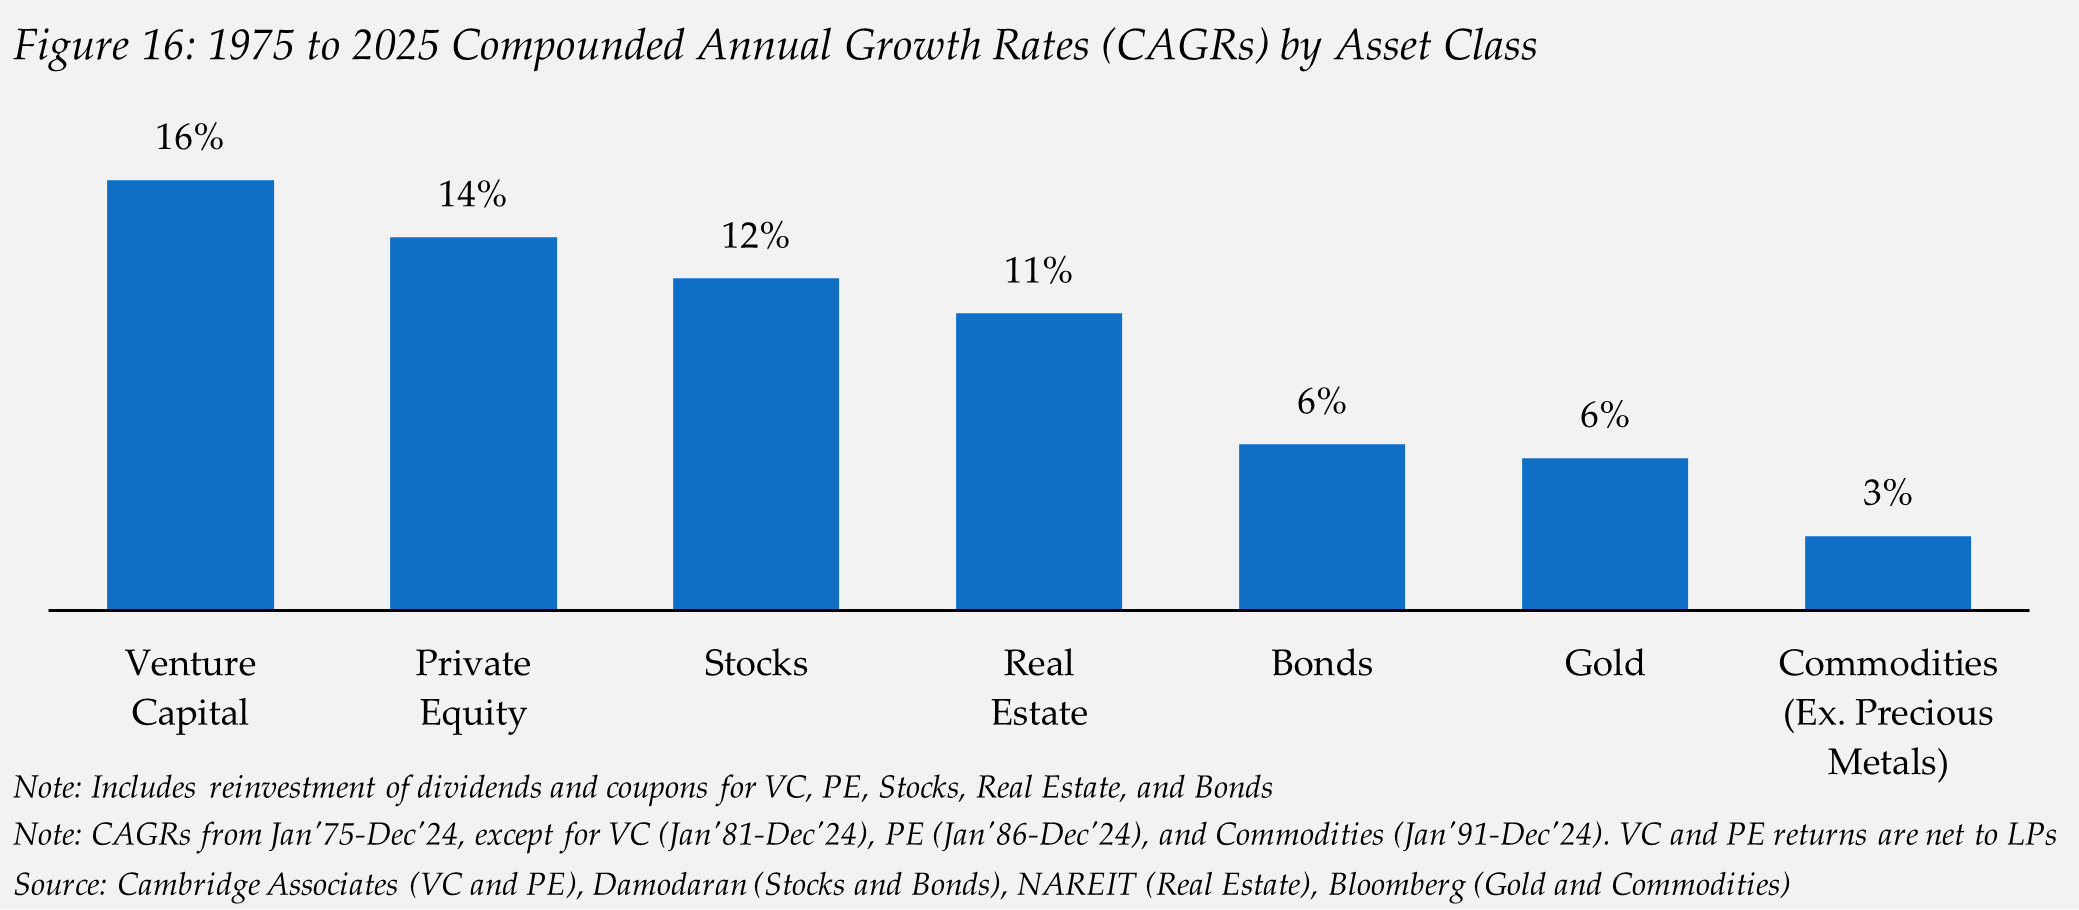 Figure 16: 1975 to 2025 Compounded Annual Growth Rates (CAGRs) by Asset Class
16%
14%
12%
11%
6%
6%
3%
Venture
Capital
Private
Equity
Stocks
Real
Estate
Bonds
Gold
Commodities
(Ex. Precious
Metals)
Note: Includes reinvestment of dividends and coupons for VC, PE, Stocks, Real Estate, and Bonds
Note: CAGRs from Jan'75-Dec'24, except for VC (Jan'81-Dec'24), PE (Jan'86-Dec'24), and Commodities (Jan'91-Dec'24). VC and PE returns are net to LPs
Source: Cambridge Associates (VC and PE), Damodaran (Stocks and Bonds), NAREIT (Real Estate), Bloomberg (Gold and Commodities)